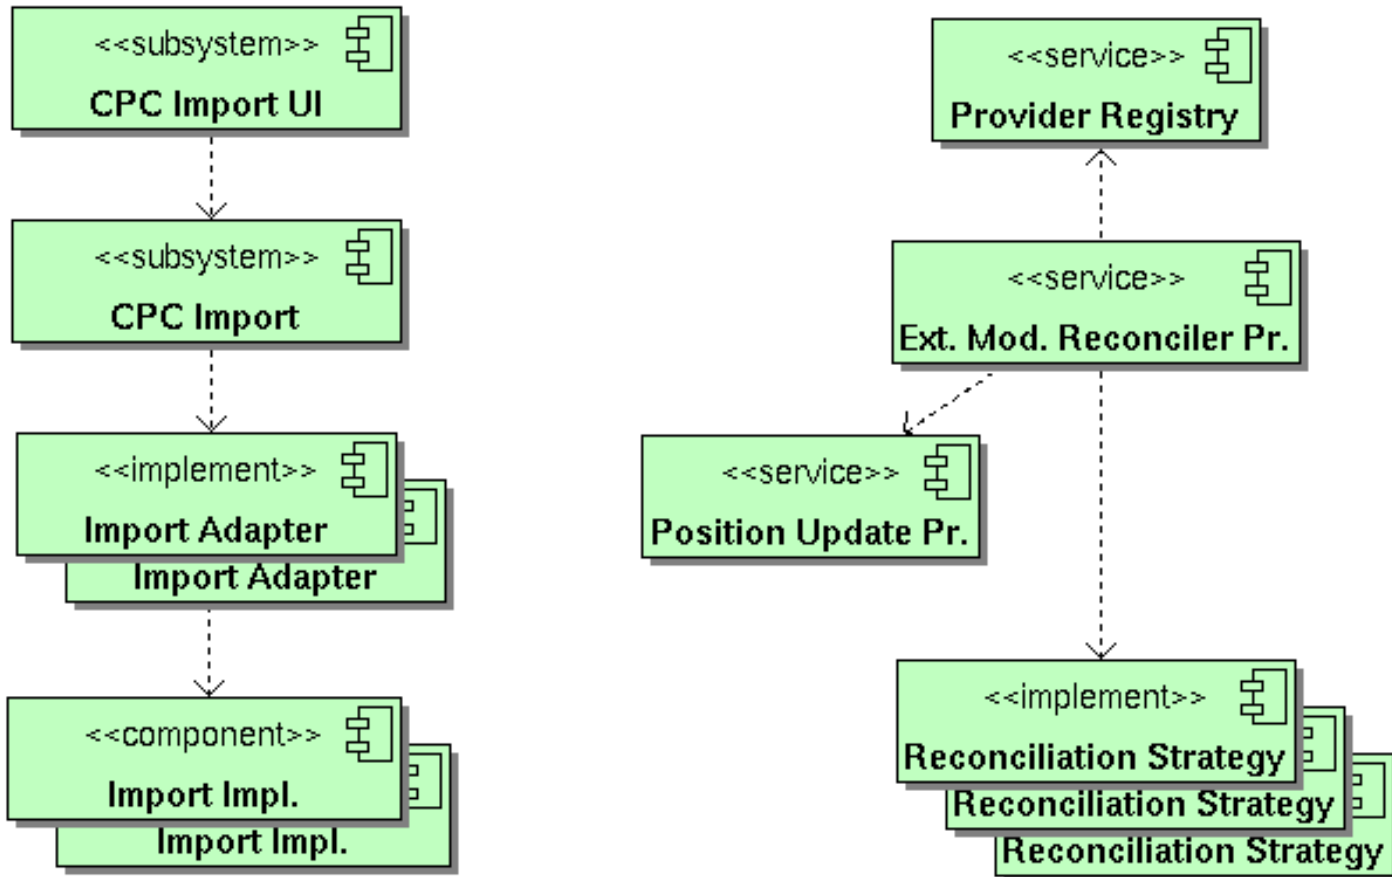 <<subsystem>>
CPC Import UI
<<subsystem>>
CPC Import
<<implement>>
Import Adapter
Import Adapter
<<component>>
Import Impl.
Import Impl.
<<service>>
Provider Registry
<<service>>
Ext. Mod. Reconciler Pr.
<<service>>
Position Update Pr.
<<implement>>
Reconciliation Strategy
Reconciliation Strategy
Reconciliation Strategy